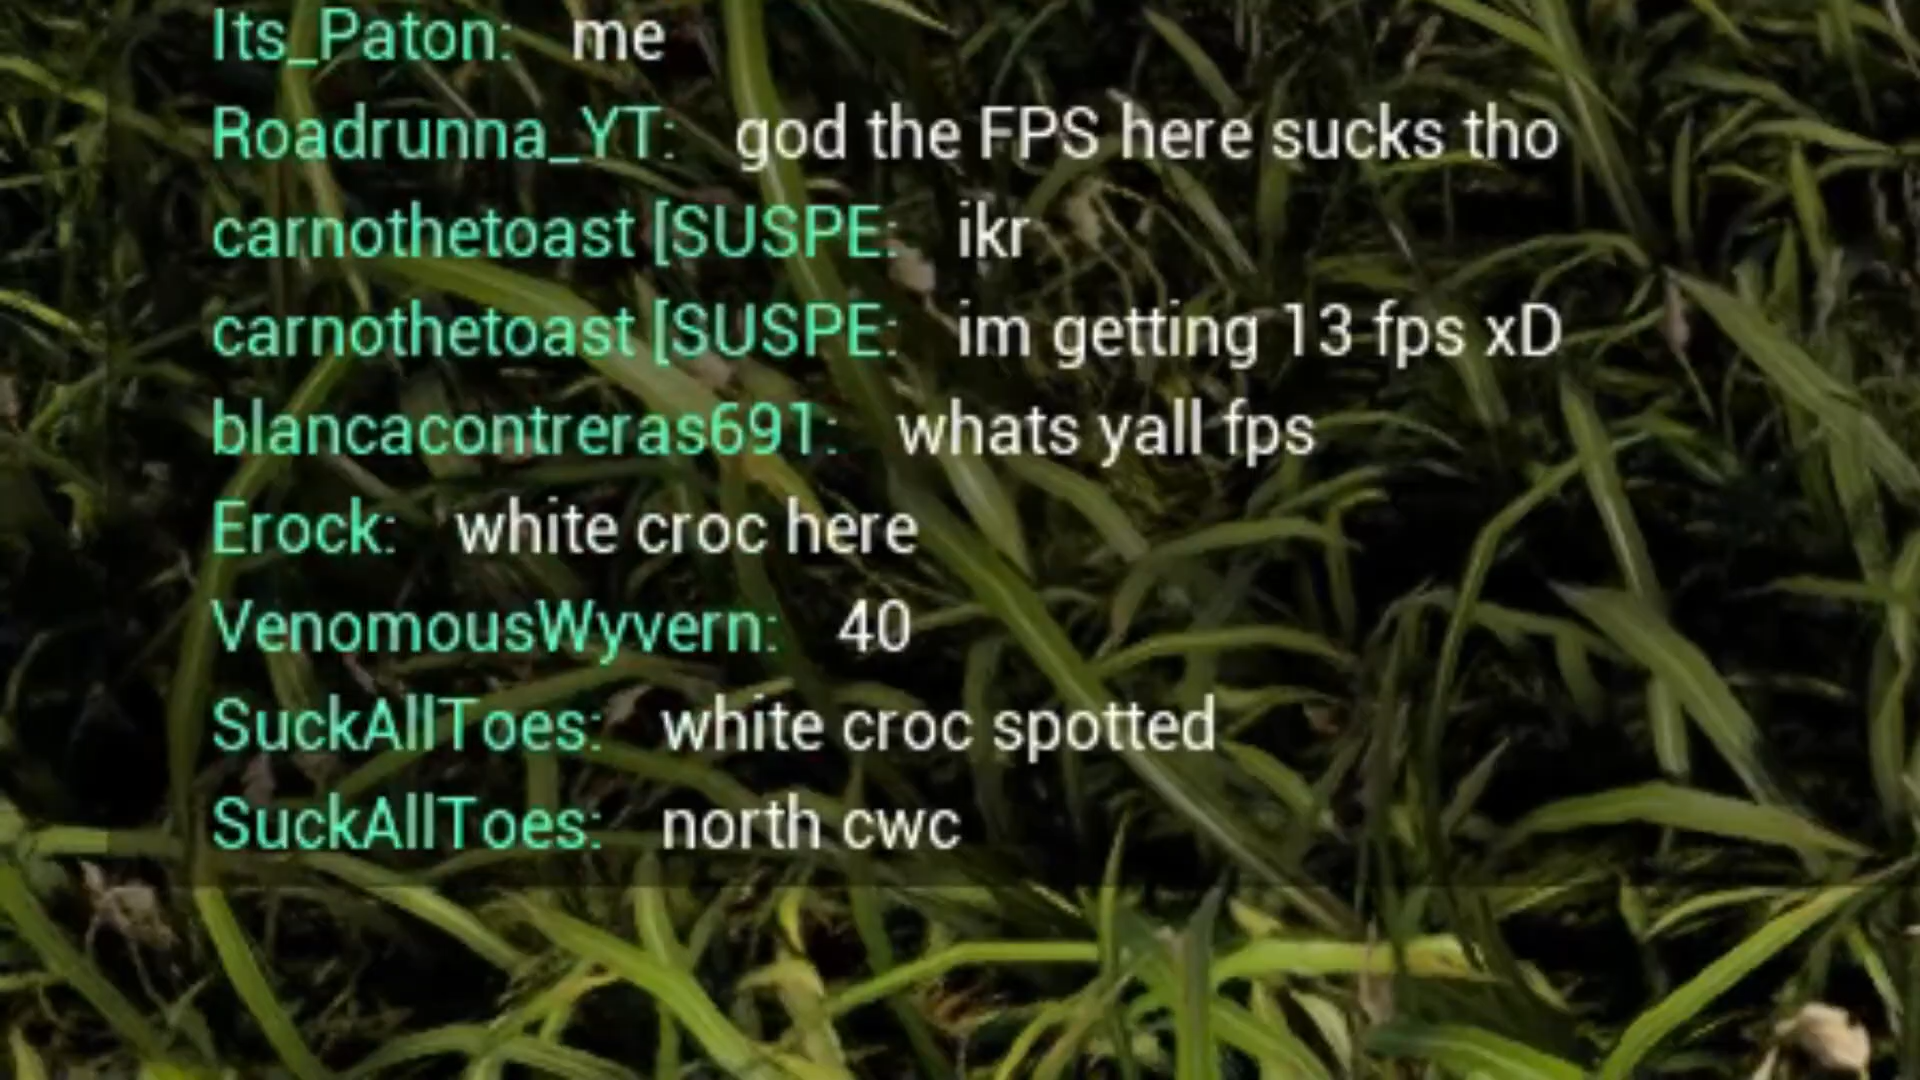 Its_Paton: me
Roadrunna_YT: god the FPS here sucks tho
carnothetoast [SUSPE: ikr
carnothetoast [SUSPE: im getting 13 fps xD
blancacontreras691: whats yall fps
Erock: white croc here
VenomousWyvern: 40
SuckAllToes: white croc spotted
SuckAllToes: north cwc